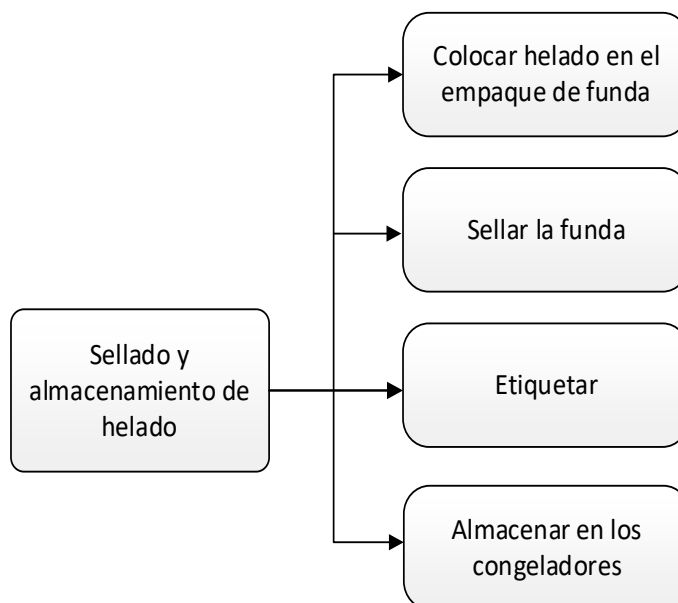 Colocar helado en el
empaque de funda
Sellar la funda
Sellado y
almacenamiento de
helado
Etiquetar
Almacenar en los
congeladores